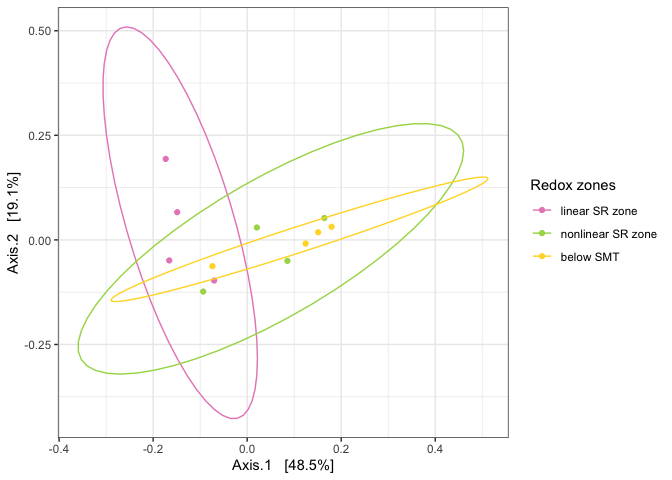 0.50
0.25
0.00
-0.25
Axis.2 [19.1%]
-0.4
-0.2
0.0
0.2
0.4
Axis.1 [48.5%]
Redox zones
linear SR zone
nonlinear SR zone
below SMT